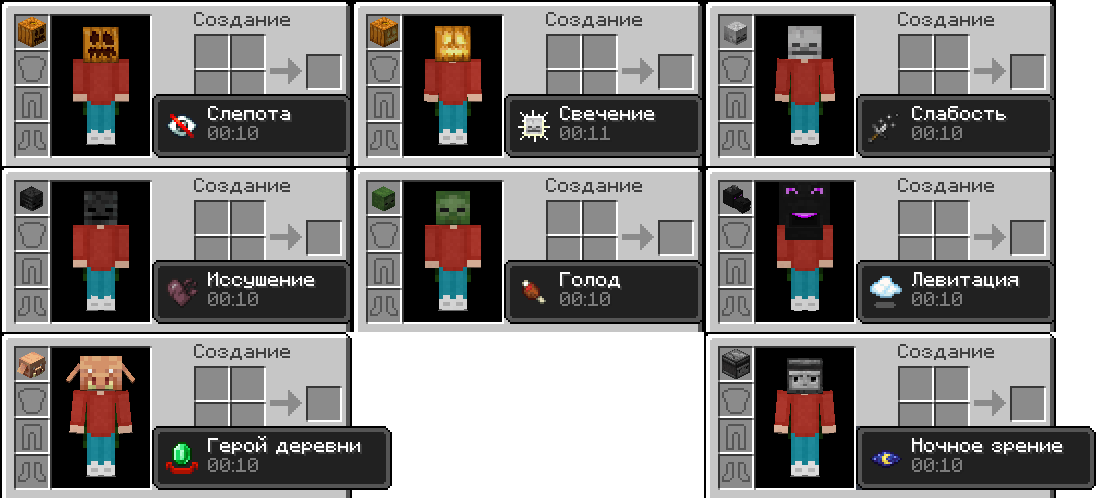 Создание
Слепота
00:10
Создание
Свечение
00:11
Создание
Слабость
00:10
Создание
Иссушение
00:10
Создание
Голод
00:10
Создание
Левитация
00:10
Создание
Герой деревни
00:10
Создание
Ночное зрение
00:10